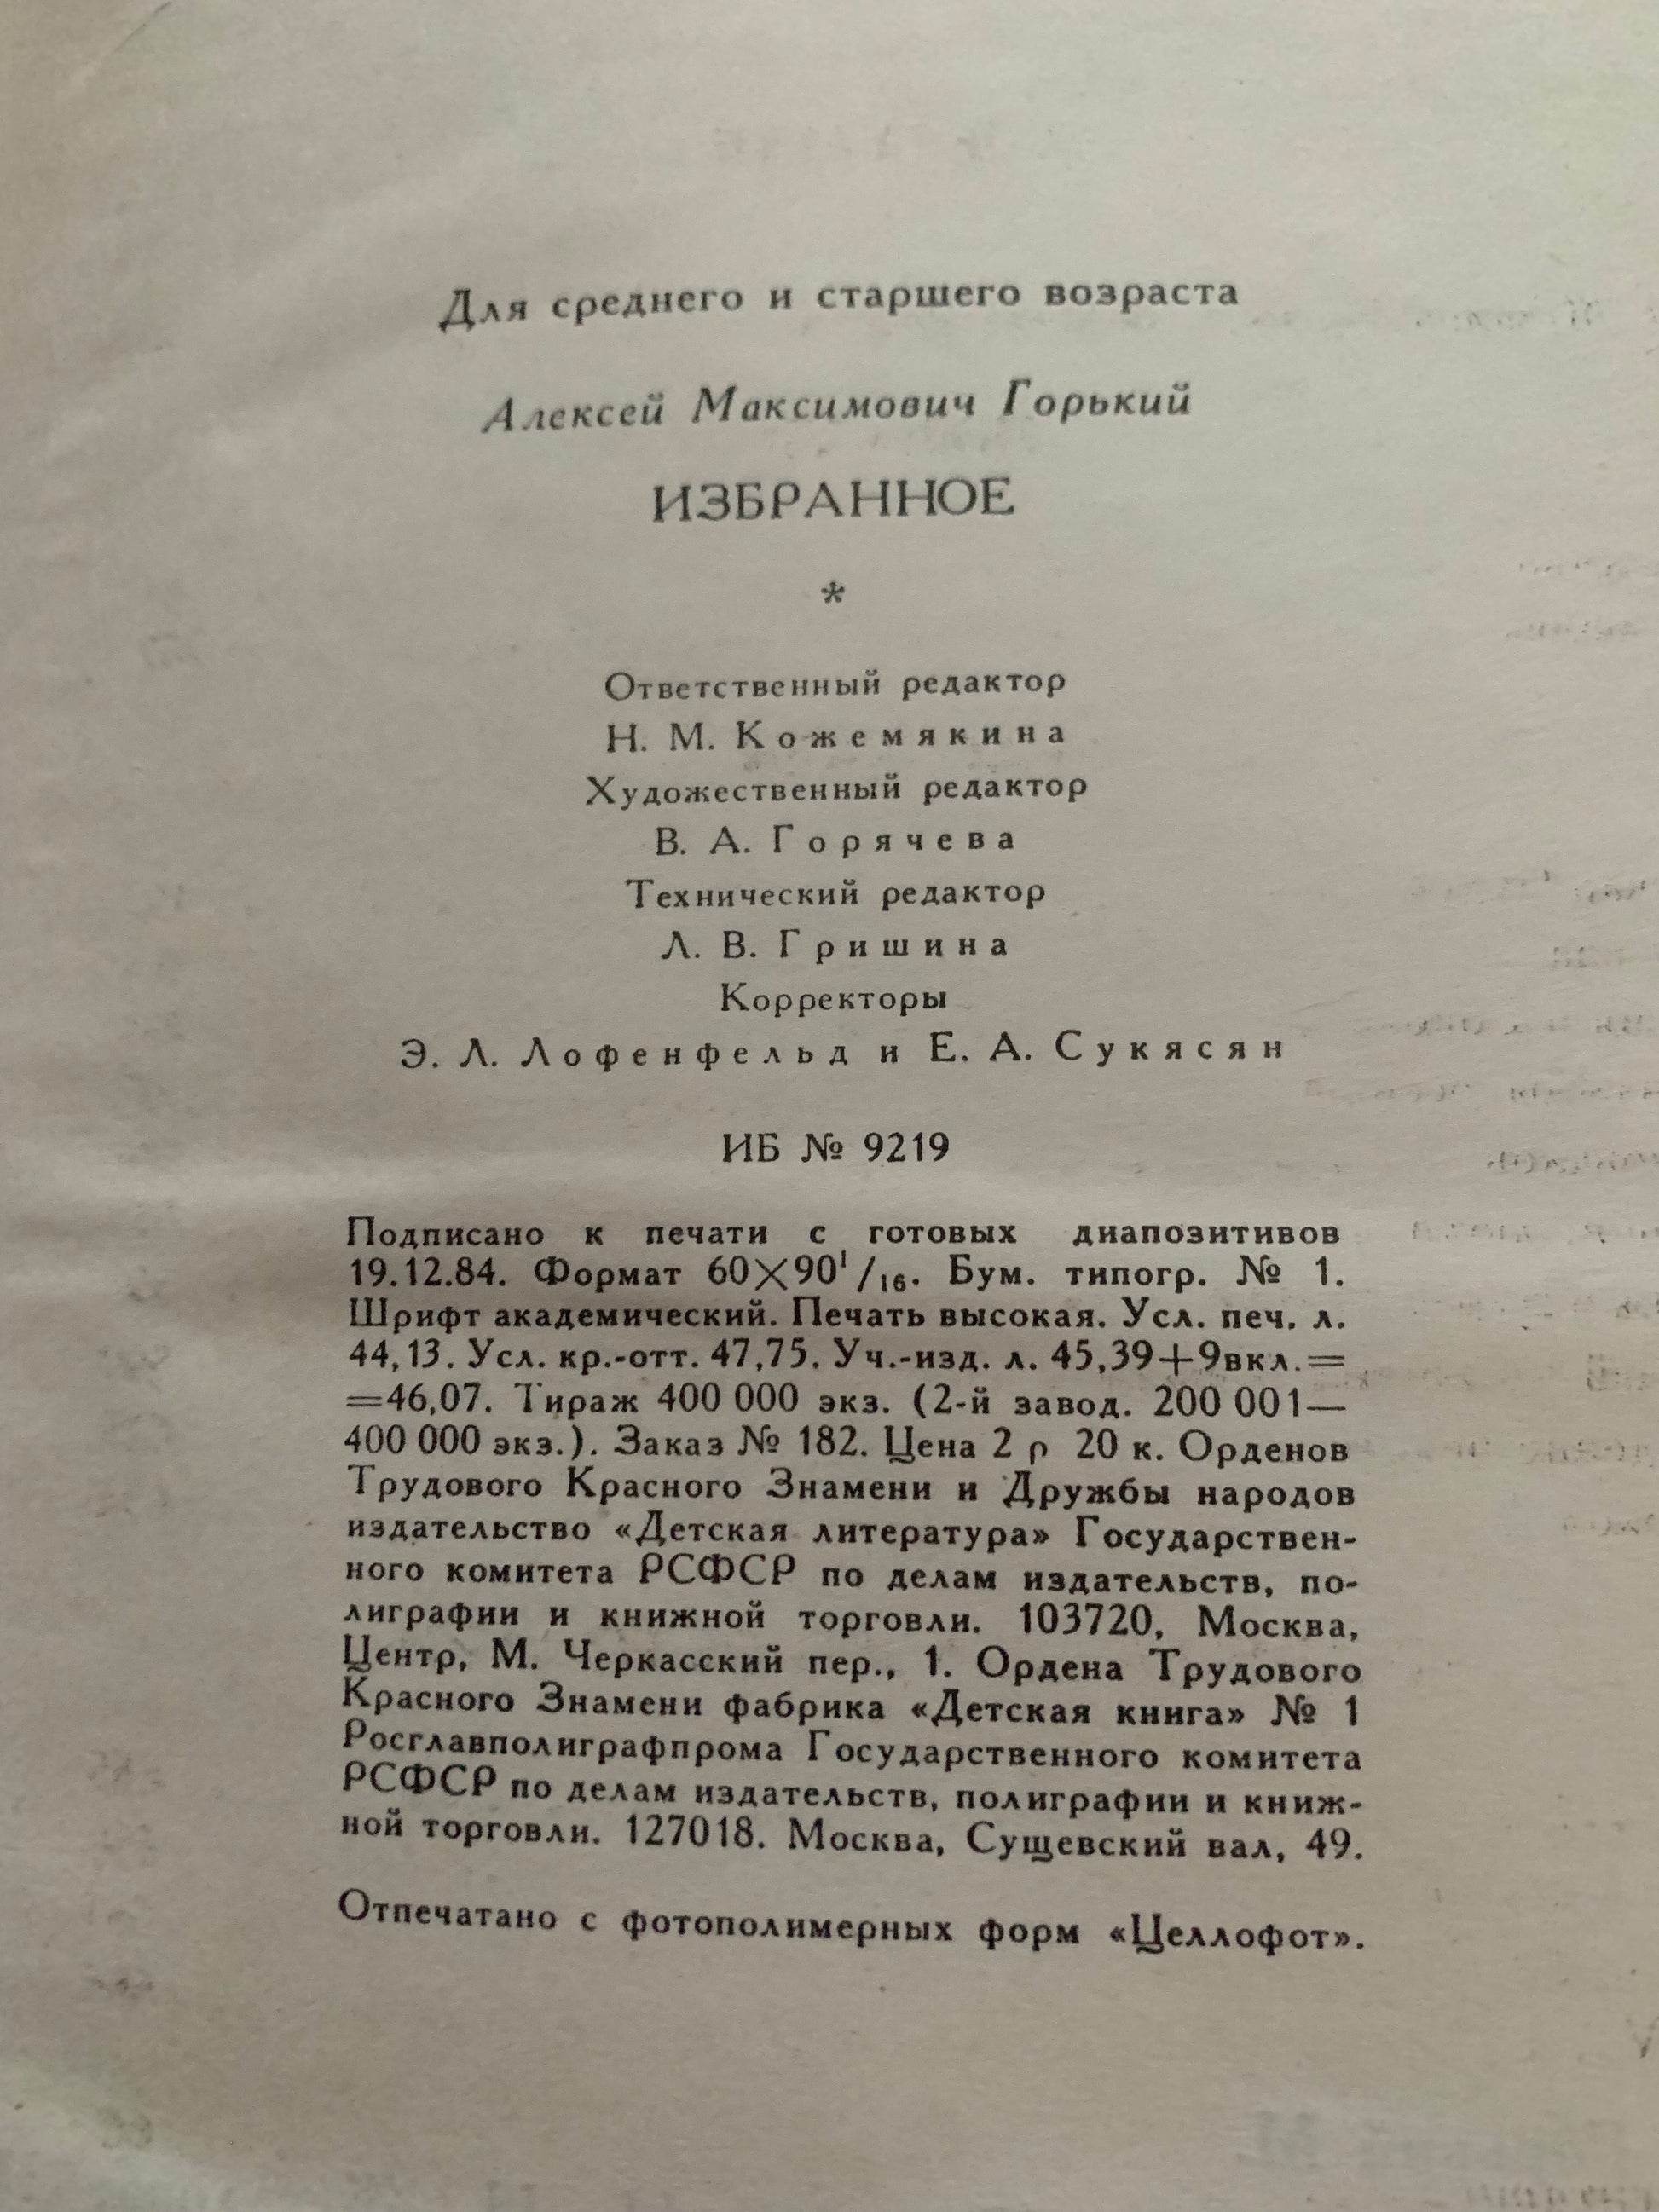 Для среднего и старшего возраста
Алексей Максимович Горький
ИЗБРАННОЕ
*
Ответственный редактор
Н. М. Кожемякина
Художественный редактор
В. А. Горячева
Технический редактор
Л. В. Гришина
Корректоры
Э. Л. Лофенфельд и Е. А. Сукясян
ИБ № 9219
Подписано к печати с готовых диапозитивов
19.12.84. Формат 60×90¹/₁₆. Бум. типогр. № 1.
Шрифт академический. Печать высокая. Усл. печ. л.
44,13. Усл. кр.-отт. 47,75. Уч.-изд. л. 45,39+9вкл.=
=46,07. Тираж 400 000 экз. (2-й завод. 200 001—
400 000 экз.). Заказ № 182. Цена 2 р 20 к. Орденов
Трудового Красного Знамени и Дружбы народов
издательство «Детская литература» Государствен-
ного комитета РСФСР по делам издательств, по-
лиграфии и книжной торговли. 103720, Москва,
Центр, М. Черкасский пер., 1. Ордена Трудового
Красного Знамени фабрика «Детская книга» № 1
Росглавполиграфпрома Государственного комитета
РСФСР по делам издательств, полиграфии и книж-
ной торговли. 127018. Москва, Сущевский вал, 49.
Отпечатано с фотополимерных форм «Целлофот».